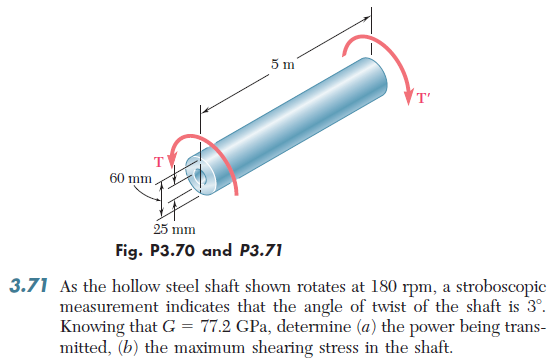 5 m
T'
T
60 mm
25 mm
Fig. P3.70 and P3.71
3.71 As the hollow steel shaft shown rotates at 180 rpm, a stroboscopic
measurement indicates that the angle of twist of the shaft is 3°.
Knowing that G = 77.2 GPa, determine (a) the power being trans-
mitted, (b) the maximum shearing stress in the shaft.